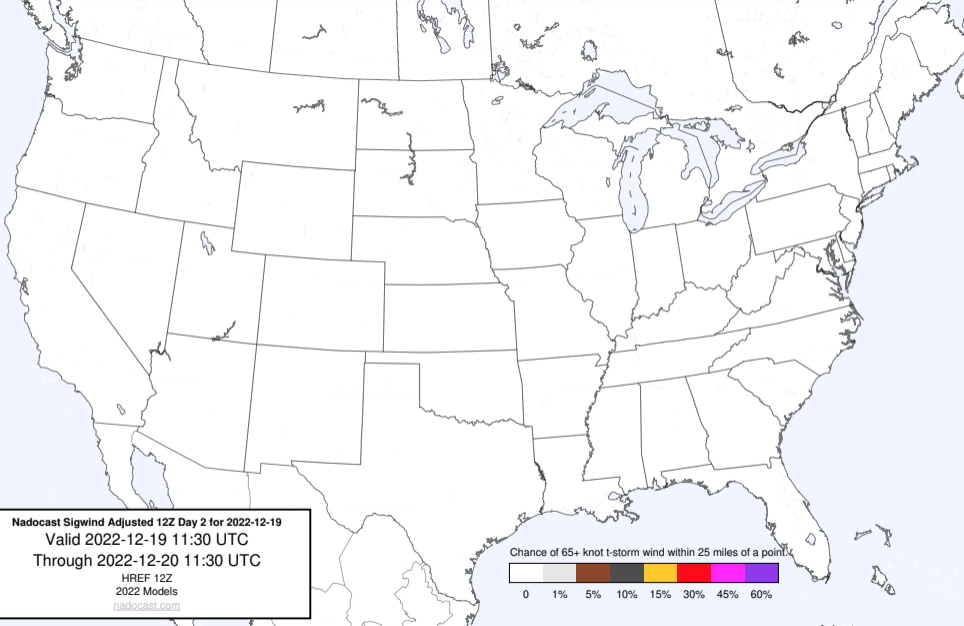 Nadocast Sigwind Adjusted 12Z Day 2 for 2022-12-19
Valid 2022-12-19 11:30 UTC
Through 2022-12-20 11:30 UTC
HREF 12Z
2022 Models
nadocast.com
Chance of 65+ knot t-storm wind within 25 miles of a point.
0 1% 5% 10% 15% 30% 45% 60%